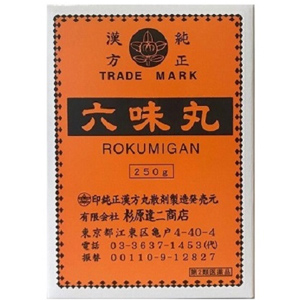 漢方 純正
TRADE MARK
六味丸
ROKUMIGAN
250g
印純正漢方丸散剤製造発売元
有限会社 杉原達二商店
東京都江東区亀戸4-40-4
電話 03-3637-1453(代)
振替 00110-9-12827
第2類医薬品